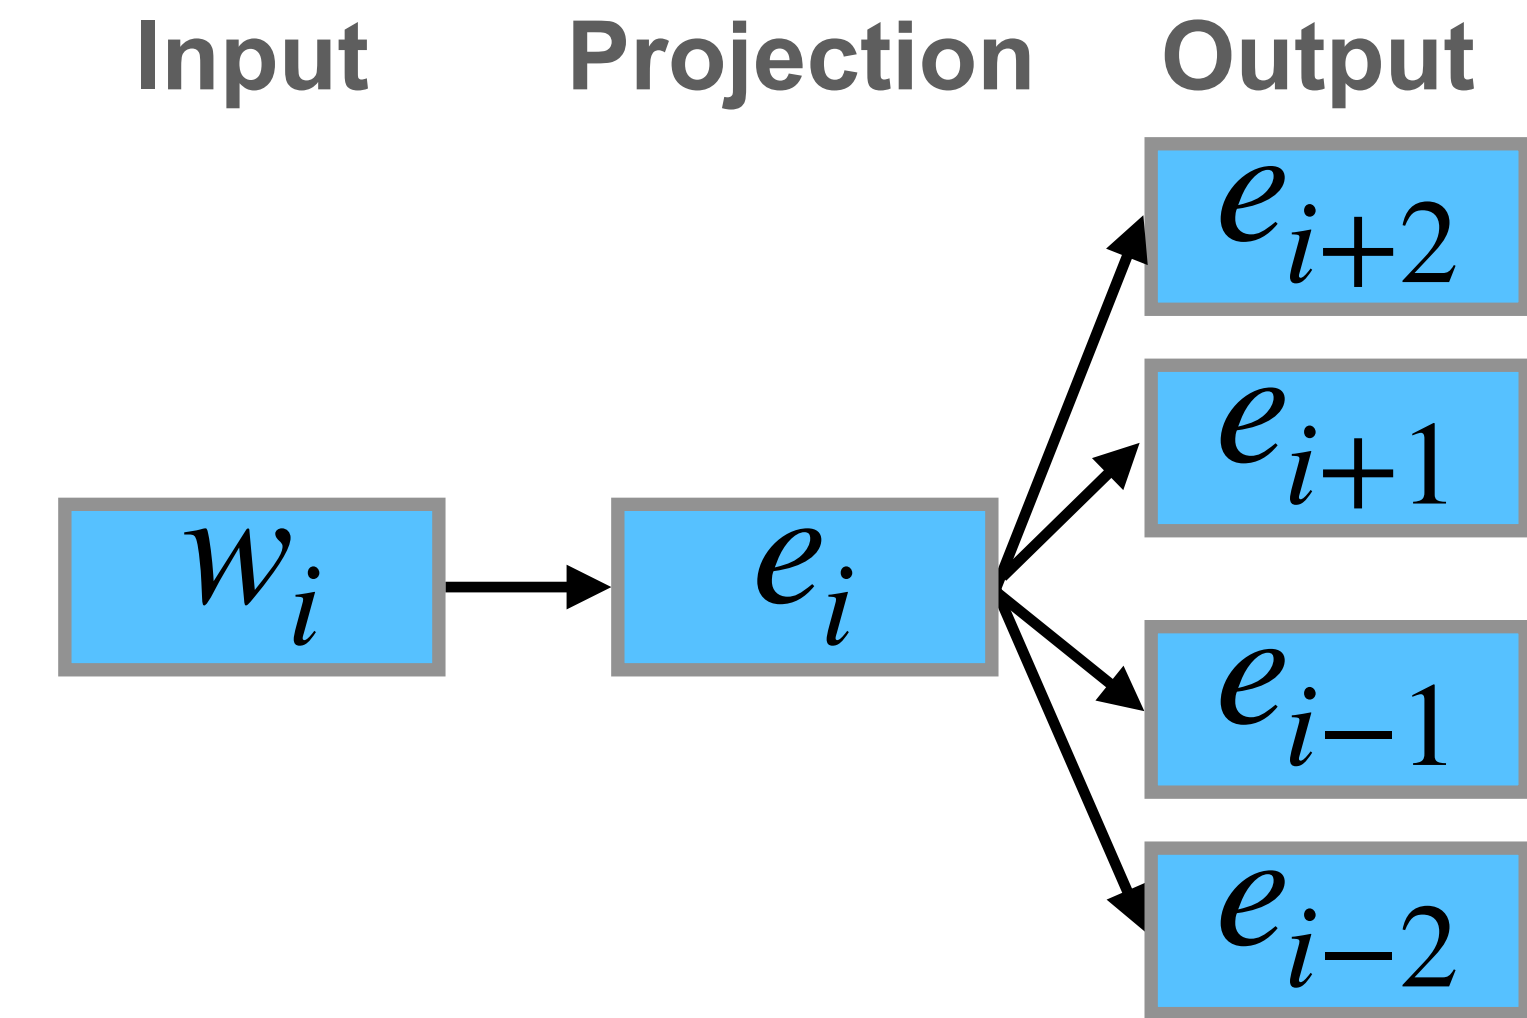 Input Projection Output
e_{i+2}
e_{i+1}
w_i e_i
e_{i−1}
e_{i−2}